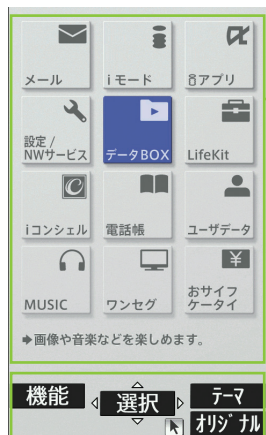 メール
iモード
iアプリ
設定/
NWサービス
データBOX
LifeKit
iコンシェル
電話帳
ユーザデータ
MUSIC
ワンセグ
おサイフ
ケータイ
➡画像や音楽などを楽しめます。
機能
選択
テーマ
オリジナル